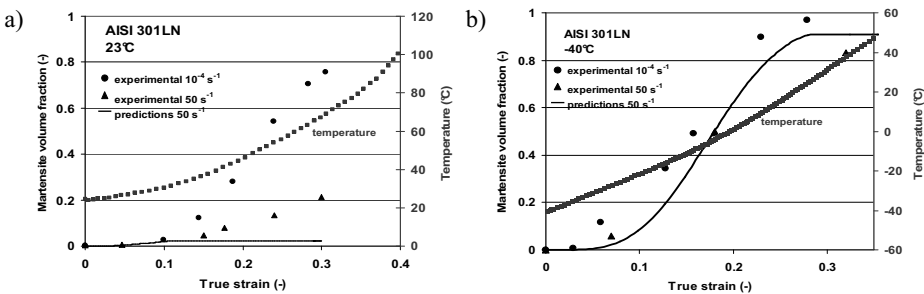 a)
AISI 301LN
23°C
experimental 10⁻⁴ s⁻¹
experimental 50 s⁻¹
predictions 50 s⁻¹
temperature
Martensite volume fraction (-)
1
0.8
0.6
0.4
0.2
0
0
0.1
0.2
0.3
0.4
True strain (-)
120
100
80
60
40
20
0
Temperature (°C)
b)
AISI 301LN
-40°C
experimental 10⁻⁴ s⁻¹
experimental 50 s⁻¹
predictions 50 s⁻¹
temperature
Martensite volume fraction (-)
1
0.8
0.6
0.4
0.2
0
0
0.1
0.2
0.3
True strain (-)
60
40
20
0
-20
-40
-60
Temperature (°C)